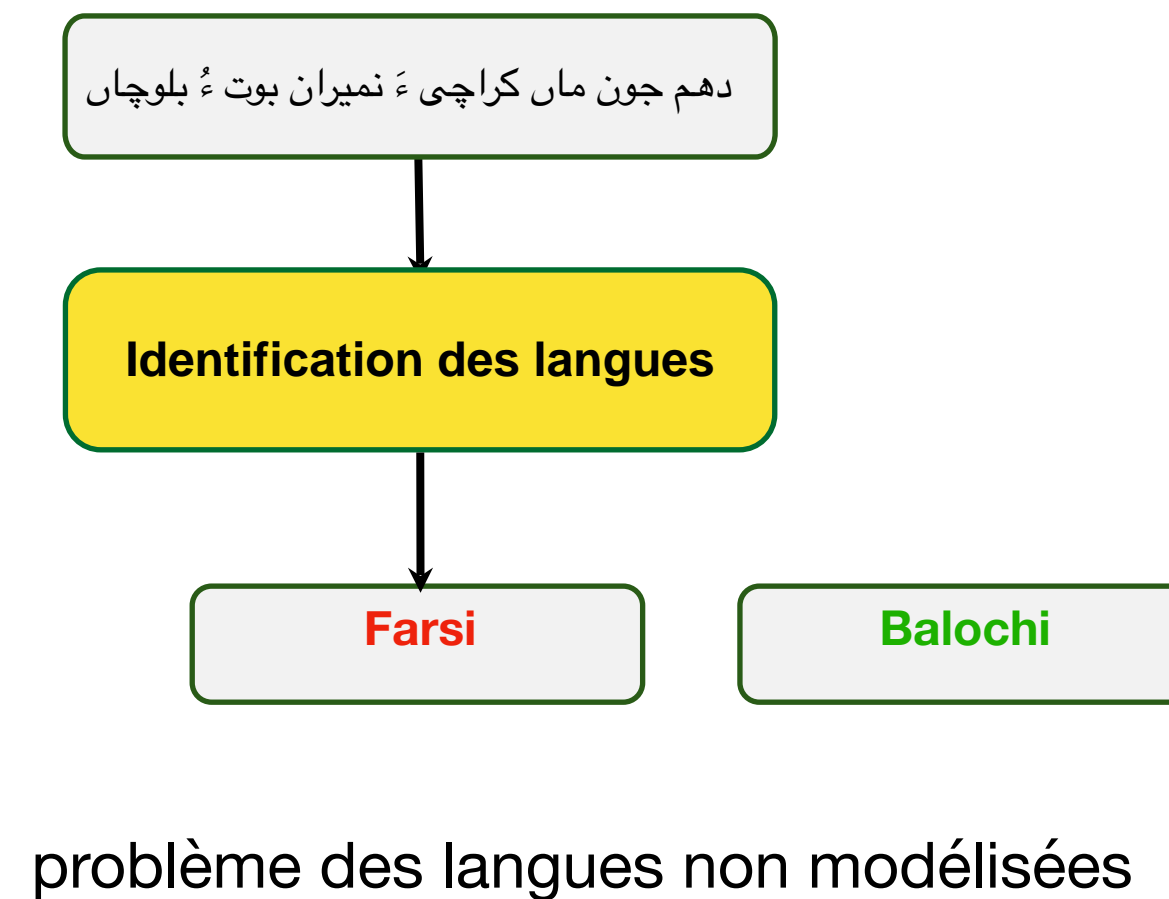 دهم جون ماں کراچی ءَ نمیران بوت ءُ بلوچاں
Identification des langues
Farsi
Balochi
problème des langues non modélisées